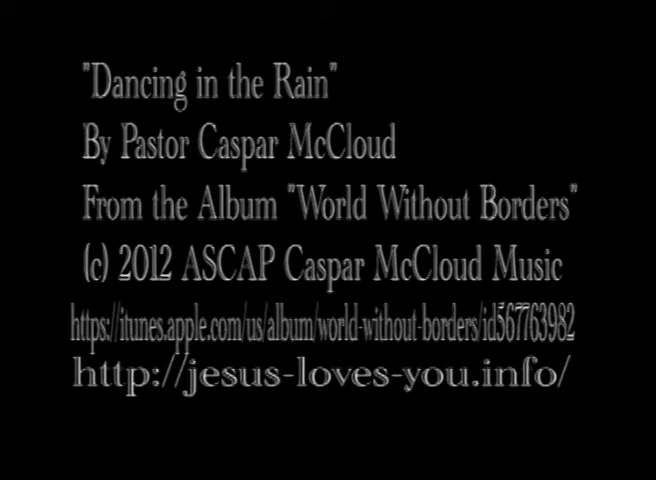 "Dancing in the Rain"
By Pastor Caspar McCloud
From the Album "World Without Borders"
(c) 2012 ASCAP Caspar McCloud Music
https://itunes.apple.com/us/album/world-without-borders/id567763982
http://jesus-loves-you.info/